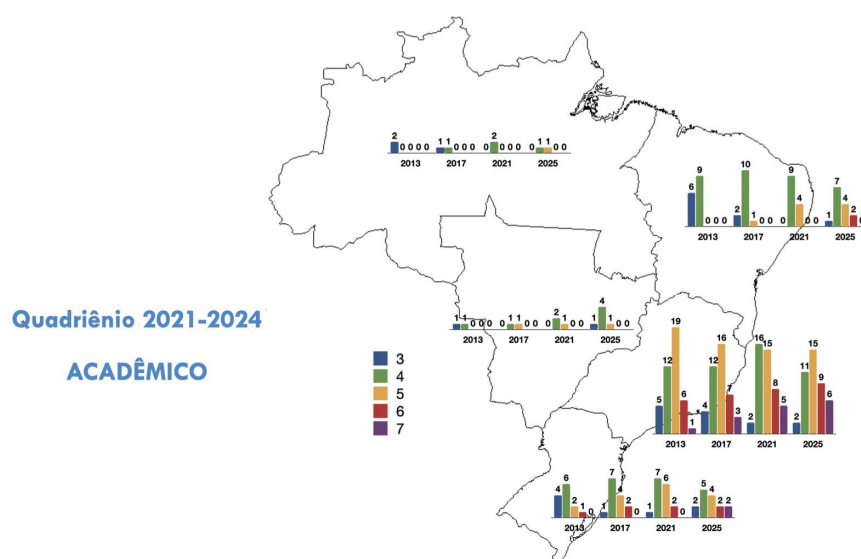 2 0 0 0 0 1 1 0 0 0 0 2 0 0 0 0 1 1 0 0
2013 2017 2021 2025
6 9 0 0 0 2 10 1 0 0 0 9 4 0 0 1 7 4 2 0
2013 2017 2021 2025
1 1 0 0 0 0 1 1 0 0 0 2 1 0 0 1 4 1 0 0
2013 2017 2021 2025
Quadriênio 2021-2024
ACADÊMICO
3
4
5
6
7
5 12 19 6 1 4 12 16 7 3 2 16 15 8 5 2 11 15 9 6
2013 2017 2021 2025
4 6 2 1 0 1 7 4 2 0 1 7 6 2 0 2 5 4 2 2
2013 2017 2021 2025